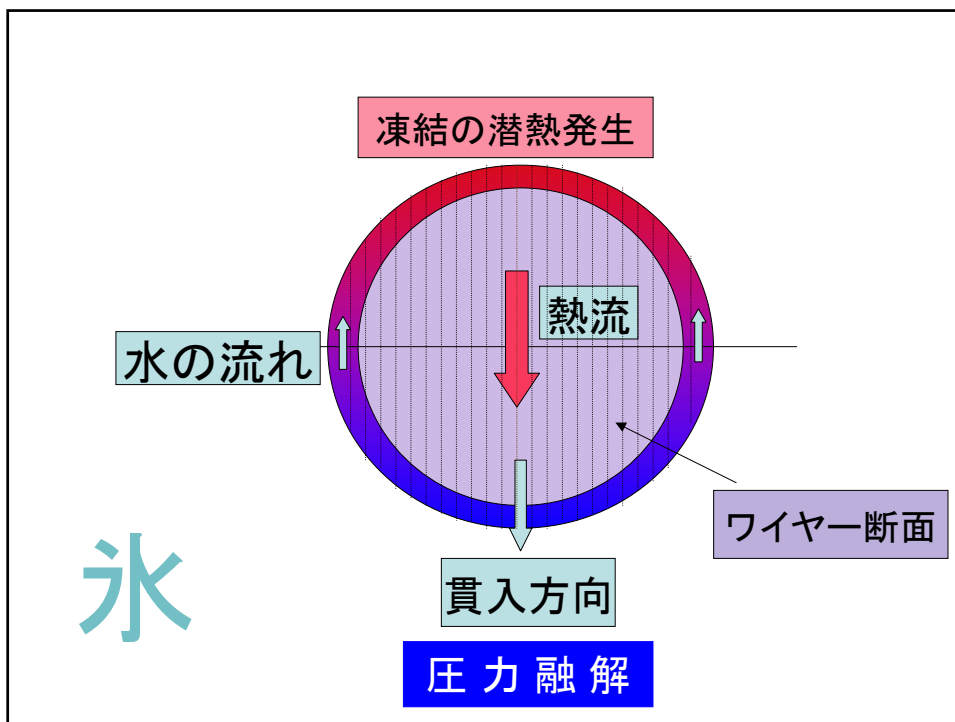 凍結の潜熱発生
熱流
水の流れ
ワイヤー断面
氷
貫入方向
圧力融解